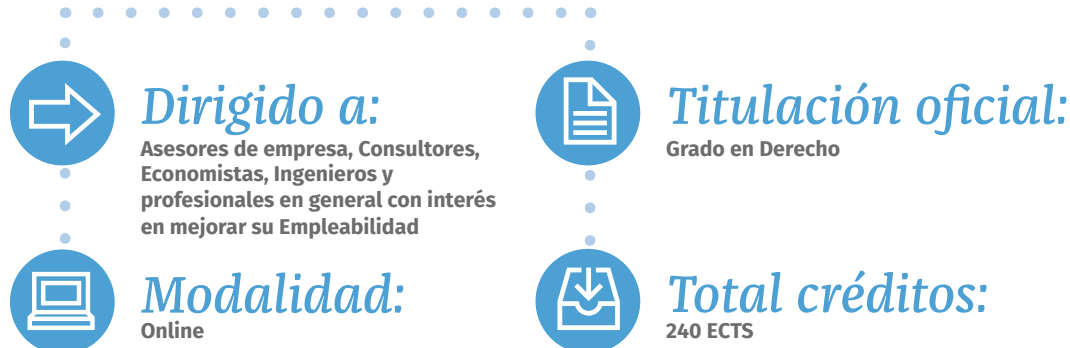 Dirigido a:
Asesores de empresa, Consultores,
Economistas, Ingenieros y
profesionales en general con interés
en mejorar su Empleabilidad
Titulación oficial:
Grado en Derecho
Modalidad:
Online
Total créditos:
240 ECTS